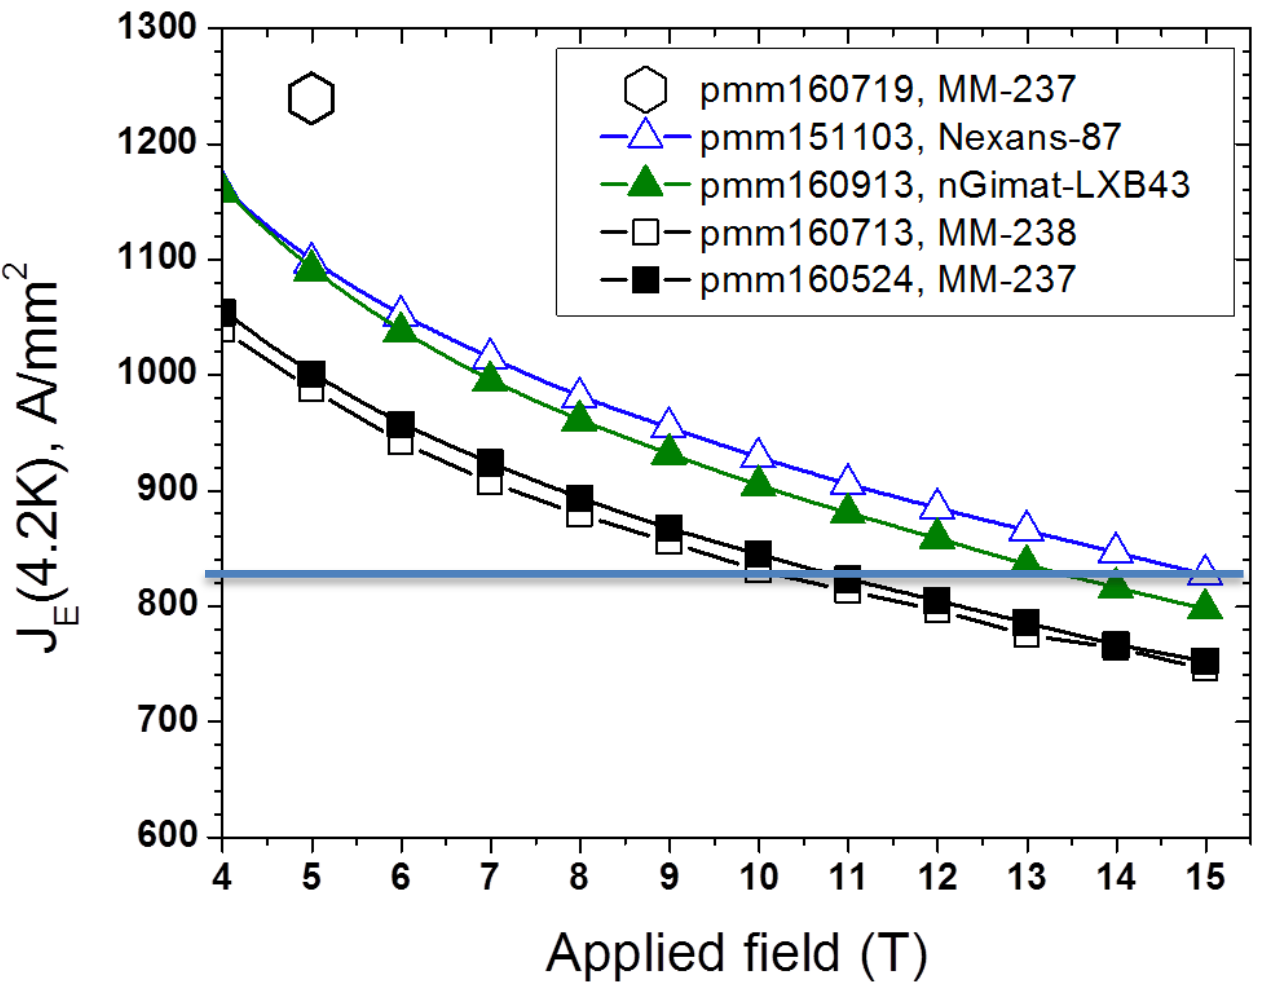 1300
1200
1100
1000
900
800
700
600
J_E(4.2K), A/mm²
pmm160719, MM-237
pmm151103, Nexans-87
pmm160913, nGimat-LXB43
pmm160713, MM-238
pmm160524, MM-237
4 5 6 7 8 9 10 11 12 13 14 15
Applied field (T)